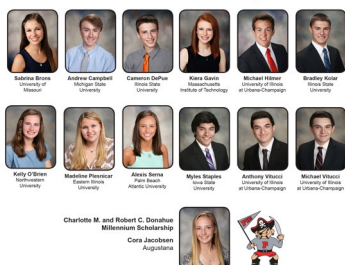 Sabrina Brons
University of
Missouri
Andrew Campbell
Michigan State
University
Cameron DePue
Illinois State
University
Kiera Gavin
Massachusetts
Institute of Technology
Michael Hilmer
University of Illinois
at Urbana-Champaign
Bradley Kolar
Illinois State
University
Kelly O'Brien
Northwestern
University
Madeline Plesnicar
Eastern Illinois
University
Alexis Serna
Palm Beach
Atlantic University
Myles Staples
Iowa State
University
Anthony Vitucci
University of Illinois
at Urbana-Champaign
Michael Vitucci
University of Illinois
at Urbana-Champaign
Charlotte M. and Robert C. Donahue
Millennium Scholarship
Cora Jacobsen
Augustana